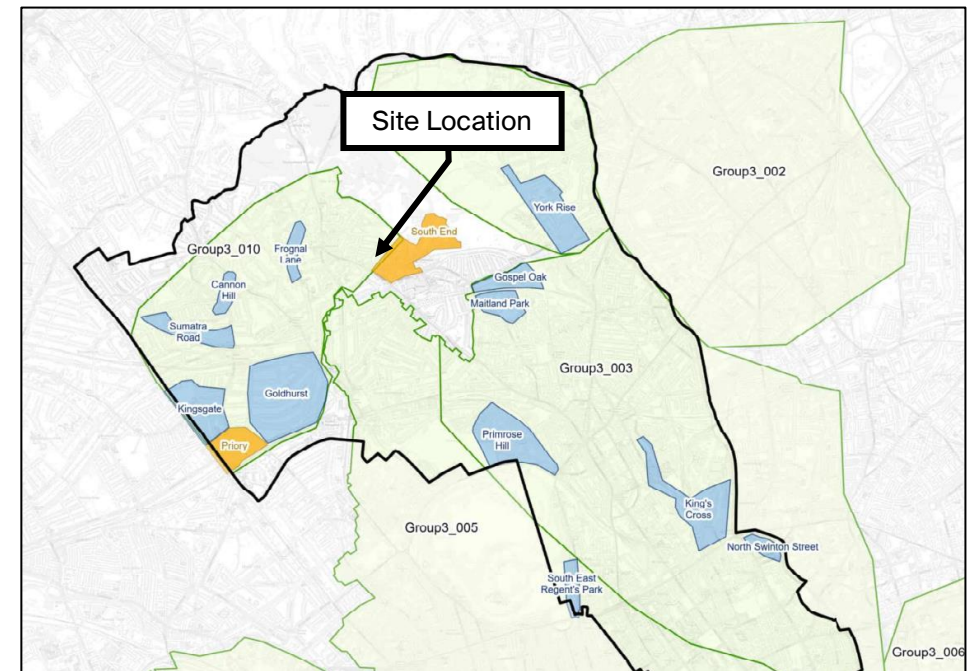 Site Location
Group3_002
York Rise
South End
Group3_010
Frognal
Lane
Gospel Oak
Cannon
Hill
Maitland Park
Sumatra
Road
Group3_003
Goldhurst
Kingsgate
Primrose
Hill
Priory
King's
Cross
Group3_005
North Swinton Street
South East
Regent's Park
Group3_006